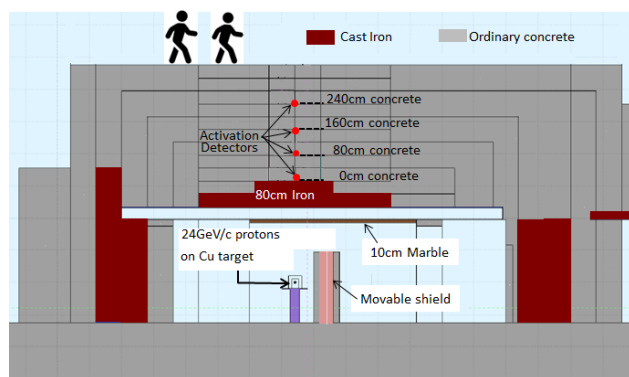 Cast Iron
Ordinary concrete
240cm concrete
160cm concrete
Activation
Detectors
80cm concrete
0cm concrete
80cm Iron
24GeV/c protons
on Cu target
10cm Marble
Movable shield